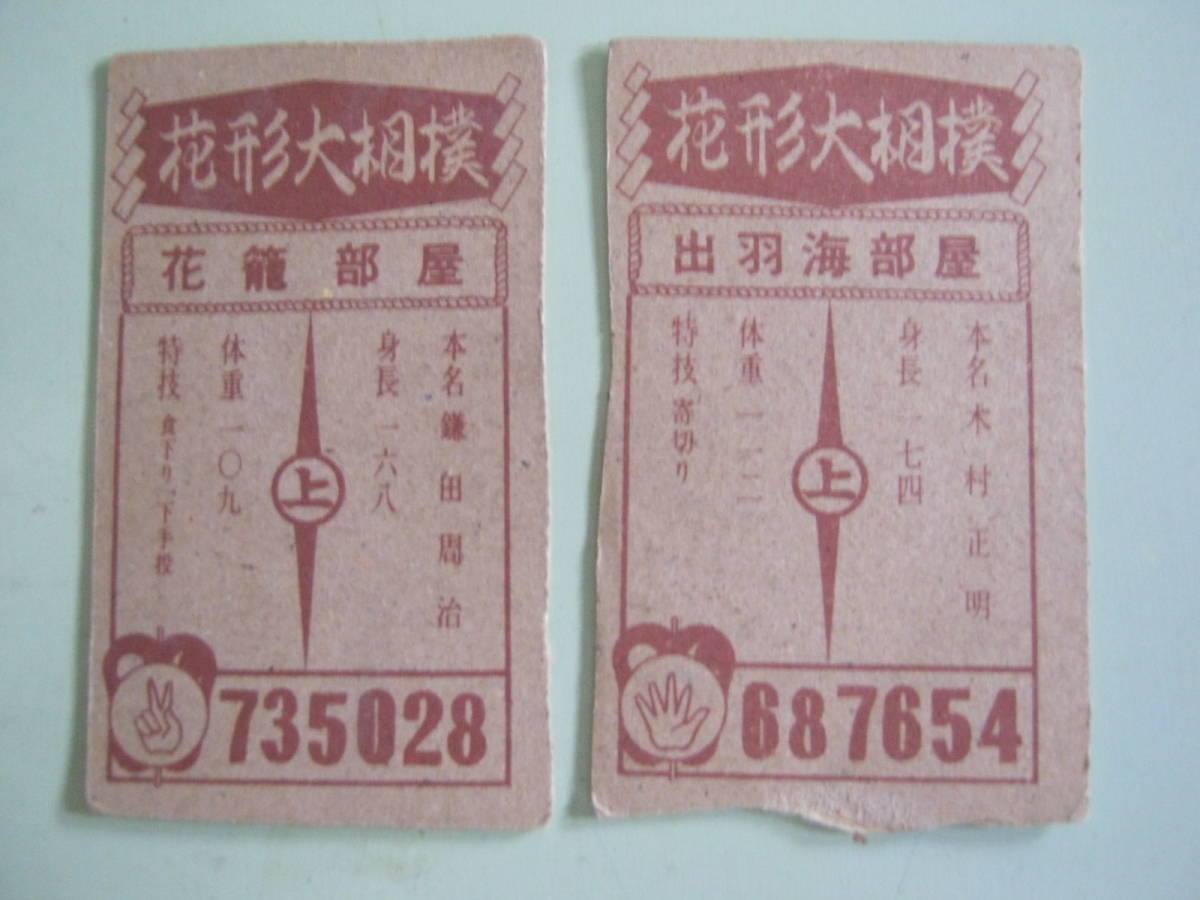 花形大相撲
花籠部屋
本名 鎌田周治
身長 一六八
上
体重 一〇九
特技 食下り、下手投
735028
花形大相撲
出羽海部屋
本名 木村正明
身長 一七四
上
体重
特技 寄切り
687654